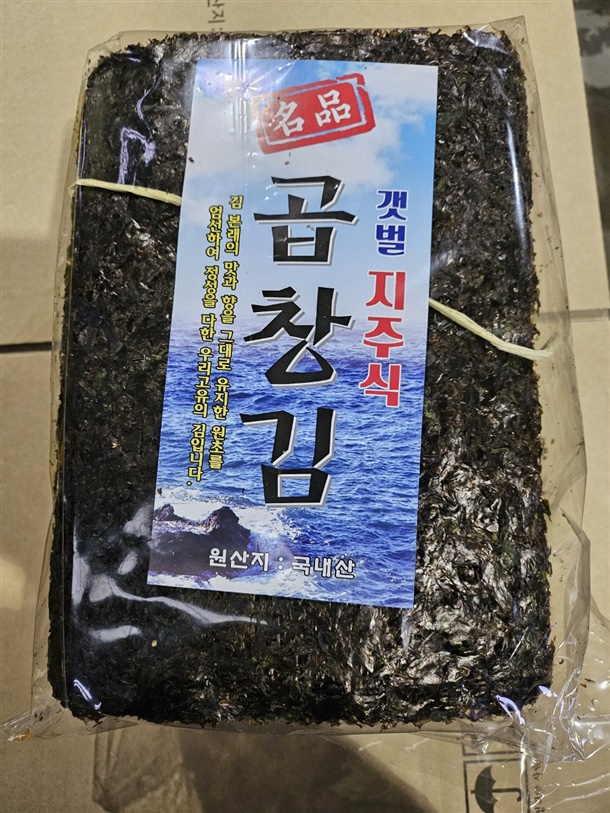 산지:
名品
갯벌 지주식
곱창김
김 본래의 맛과 향을 그대로 유지한 원초를
엄선하여 정성을 다한 우리고유의 김입니다.
원산지 : 국내산